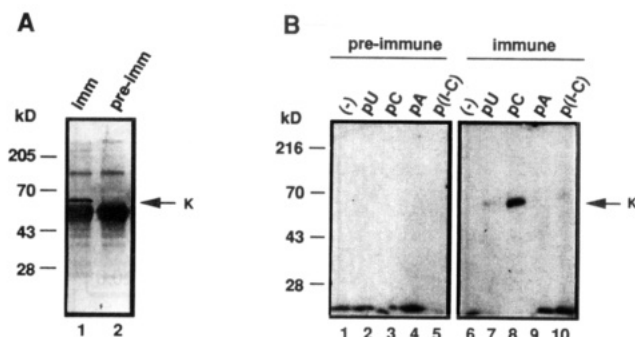 A
Imm
pre-imm
kD
205
70
43
28
K
1 2
B
pre-immune immune
(-) pU pC pA p(I-C) (-) pU pC pA p(I-C)
kD
216
70
43
28
K
1 2 3 4 5 6 7 8 9 10